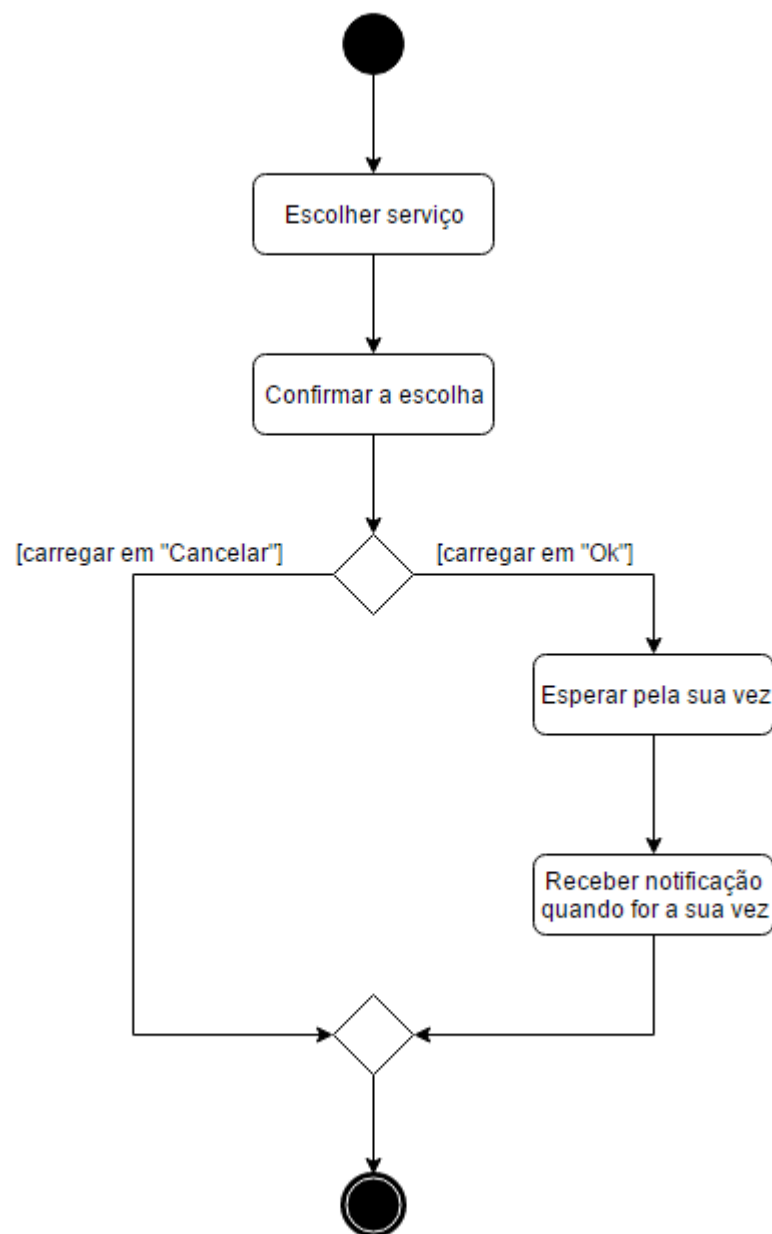 Escolher serviço
Confirmar a escolha
[carregar em "Cancelar"]
[carregar em "Ok"]
Esperar pela sua vez
Receber notificação
quando for a sua vez